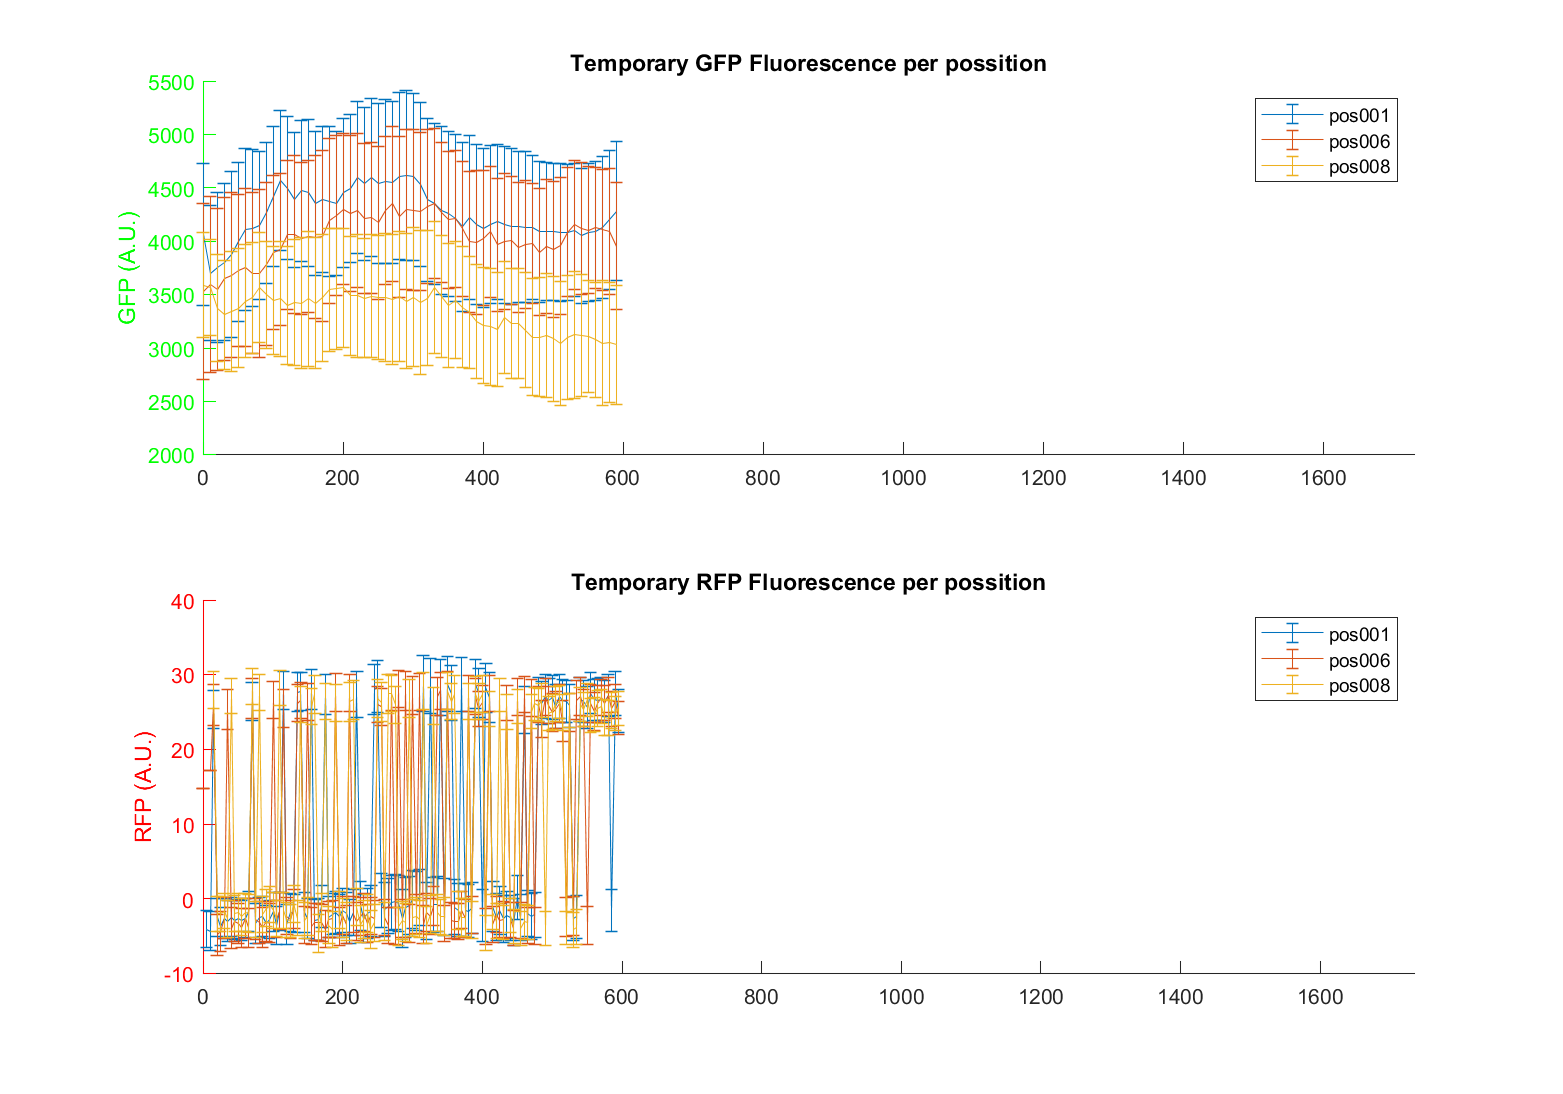 Temporary GFP Fluorescence per possition
5500
5000
4500
4000
3500
3000
2500
2000
GFP (A.U.)
0 200 400 600 800 1000 1200 1400 1600
pos001
pos006
pos008
Temporary RFP Fluorescence per possition
40
30
20
10
0
-10
RFP (A.U.)
0 200 400 600 800 1000 1200 1400 1600
pos001
pos006
pos008